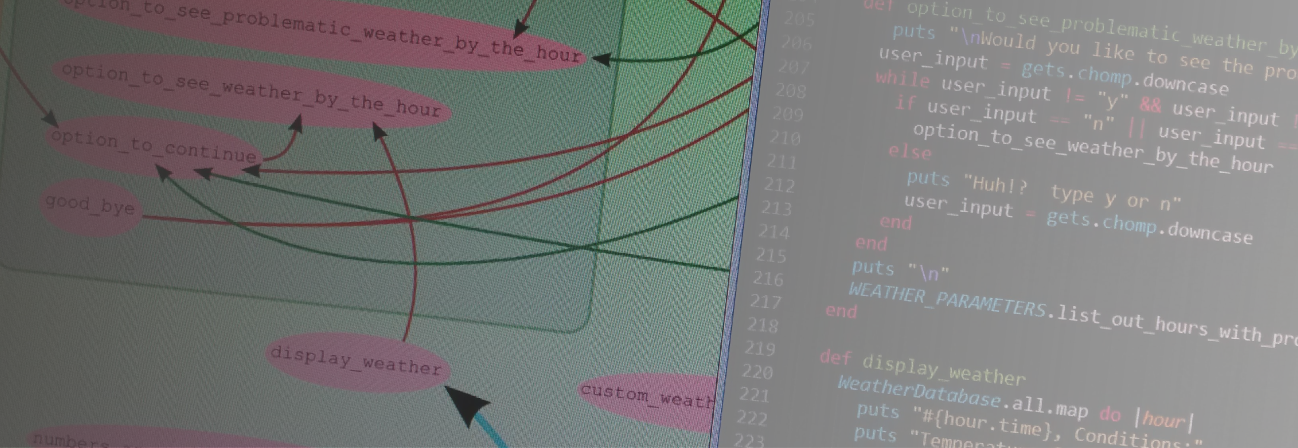 option_to_see_problematic_weather_by_the_hour
option_to_see_weather_by_the_hour
option_to_continue
good_bye
display_weather
custom_weath
numbers
205 def option_to_see_problematic_weather_by
206 puts "\nWould you like to see the pro
207 user_input = gets.chomp.downcase
208 while user_input != "y" && user_input !
209 if user_input == "n" || user_input ==
210 option_to_see_weather_by_the_hour
211 else
212 puts "Huh!? type y or n"
213 user_input = gets.chomp.downcase
214 end
215 end
216 puts "\n"
217 WEATHER_PARAMETERS.list_out_hours_with_pro
218 end
219
220 def display_weather
221 WeatherDatabase.all.map do |hour|
222 puts "#{hour.time}, Conditions:"
223 puts "Temperatu